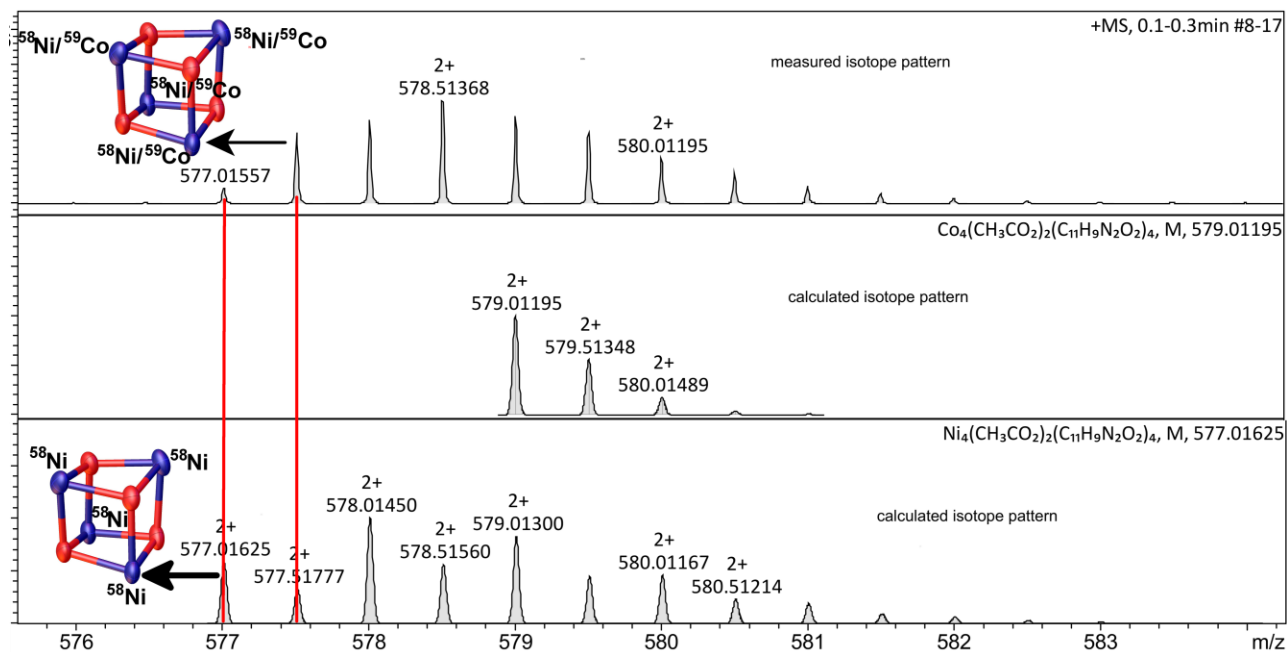 +MS, 0.1-0.3min #8-17
measured isotope pattern
58Ni/59Co
58Ni/59Co
58Ni/59Co
58Ni/59Co
577.01557
2+
578.51368
2+
580.01195
Co₄(CH₃CO₂)₂(C₁₁H₉N₂O₂)₄, M, 579.01195
calculated isotope pattern
2+
579.01195
2+
579.51348
2+
580.01489
Ni₄(CH₃CO₂)₂(C₁₁H₉N₂O₂)₄, M, 577.01625
calculated isotope pattern
58Ni
58Ni
58Ni
58Ni
2+
577.01625
2+
577.51777
2+
578.01450
2+
578.51560
2+
579.01300
2+
580.01167
2+
580.51214
576 577 578 579 580 581 582 583 m/z